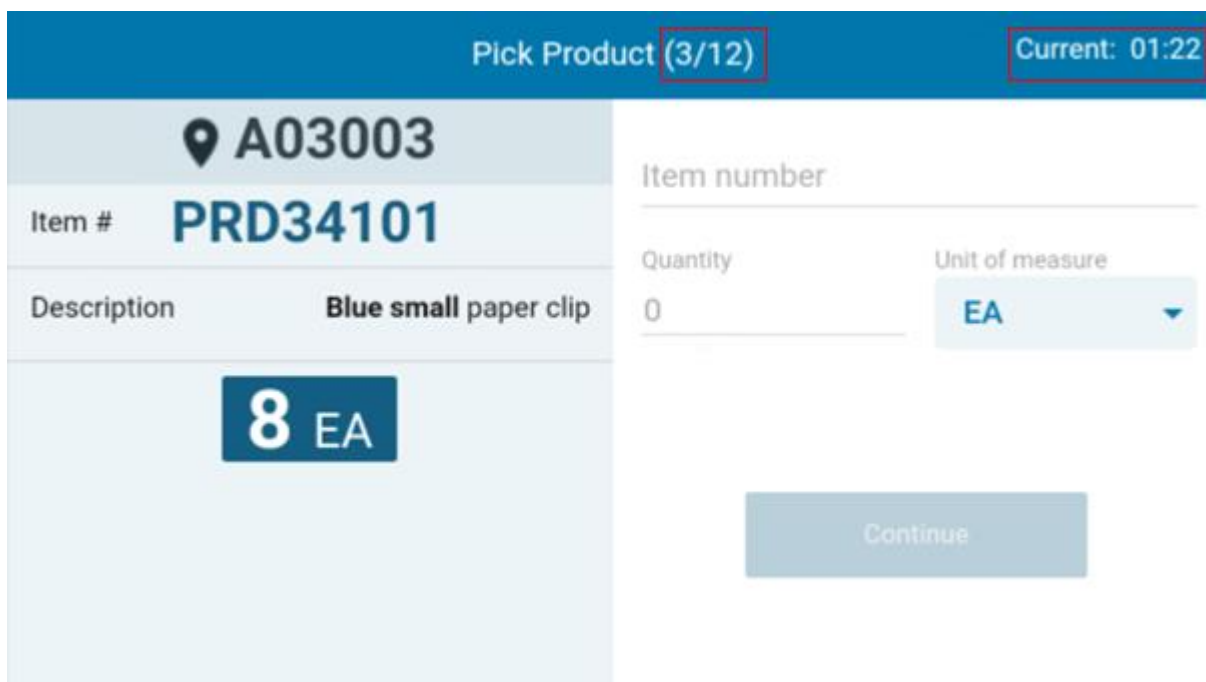 Pick Product (3/12)
Current: 01:22
A03003
Item # PRD34101
Description Blue small paper clip
8 EA
Item number
Quantity
Unit of measure
0
EA
Continue